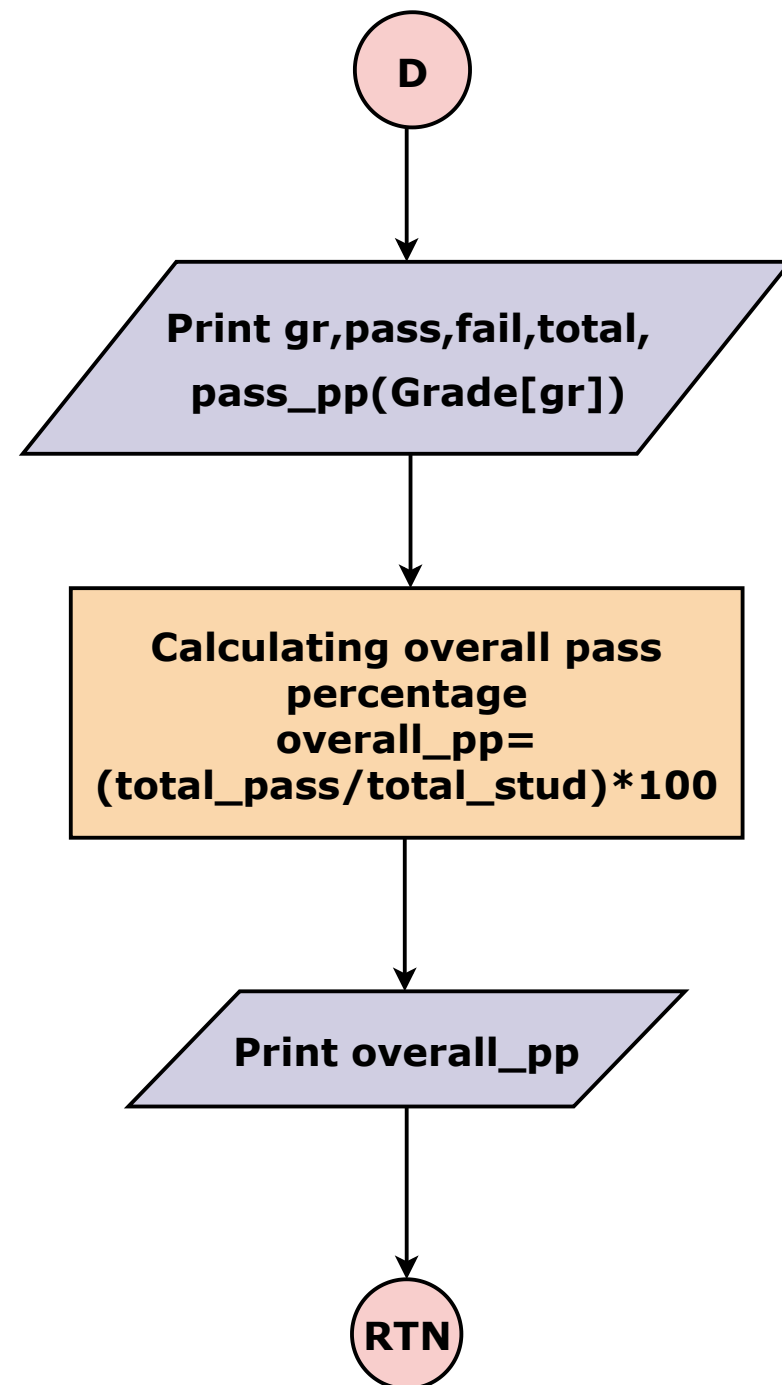 D
Print gr,pass,fail,total,
pass_pp(Grade[gr])
Calculating overall pass
percentage
overall_pp=
(total_pass/total_stud)*100
Print overall_pp
RTN